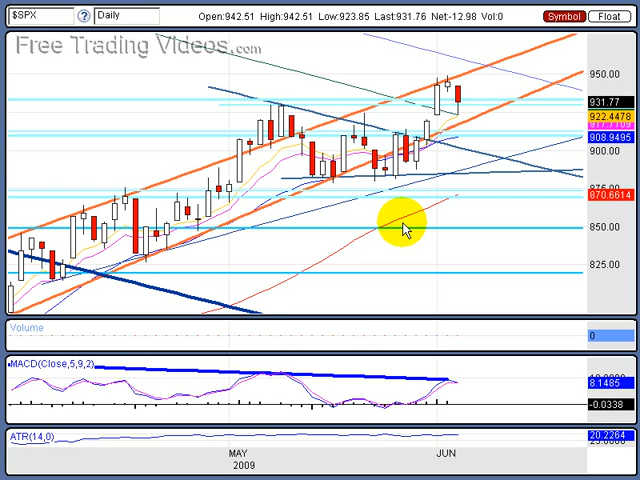 $SPX ? Daily Open:942.51 High:942.51 Low:923.85 Last:931.76 Net-12.98 Vol:0 Symbol Float
Free Trading Videos.com
950.00
931.77
922.4478
908.9495
900.00
870.6614
850.00
825.00
Volume
0
MACD(Close,5,9,2)
8.1485
-0.0338
ATR(14,0)
20.2264
MAY JUN
2009